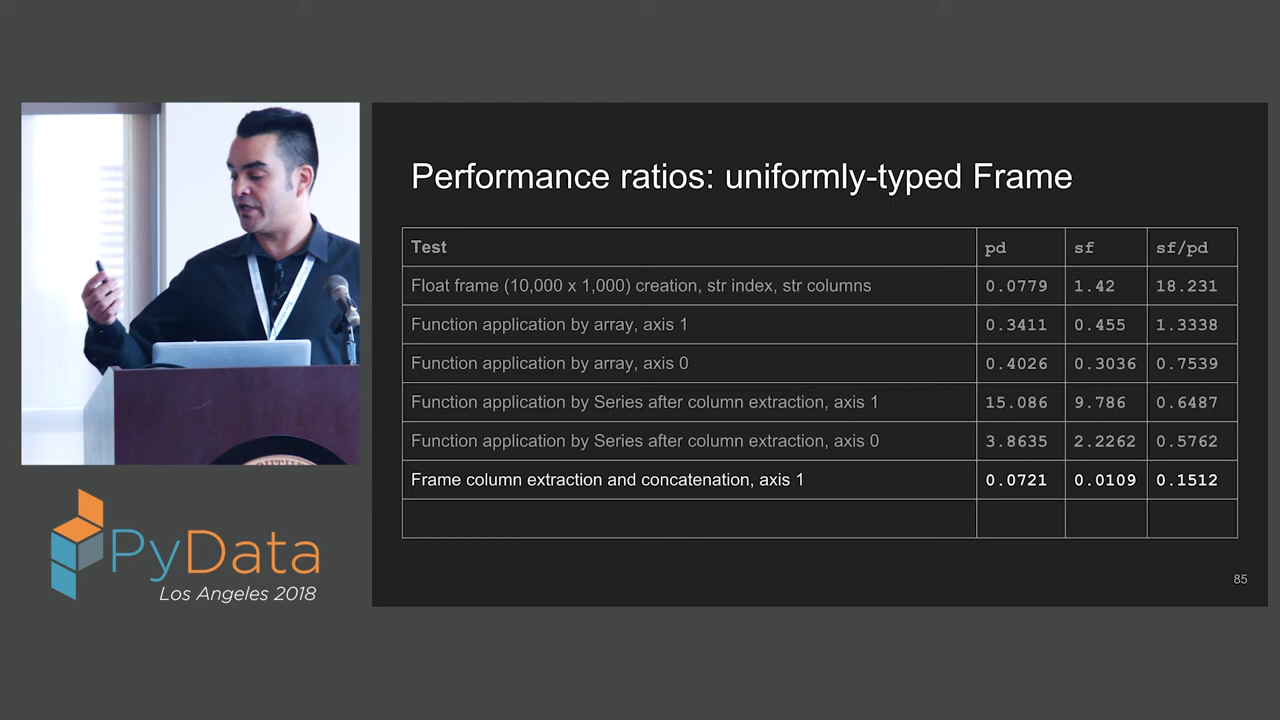 Performance ratios: uniformly-typed Frame
Test pd sf sf/pd
Float frame (10,000 x 1,000) creation, str index, str columns 0.0779 1.42 18.231
Function application by array, axis 1 0.3411 0.455 1.3338
Function application by array, axis 0 0.4026 0.3036 0.7539
Function application by Series after column extraction, axis 1 15.086 9.786 0.6487
Function application by Series after column extraction, axis 0 3.8635 2.2262 0.5762
Frame column extraction and concatenation, axis 1 0.0721 0.0109 0.1512
85
PyData
Los Angeles 2018